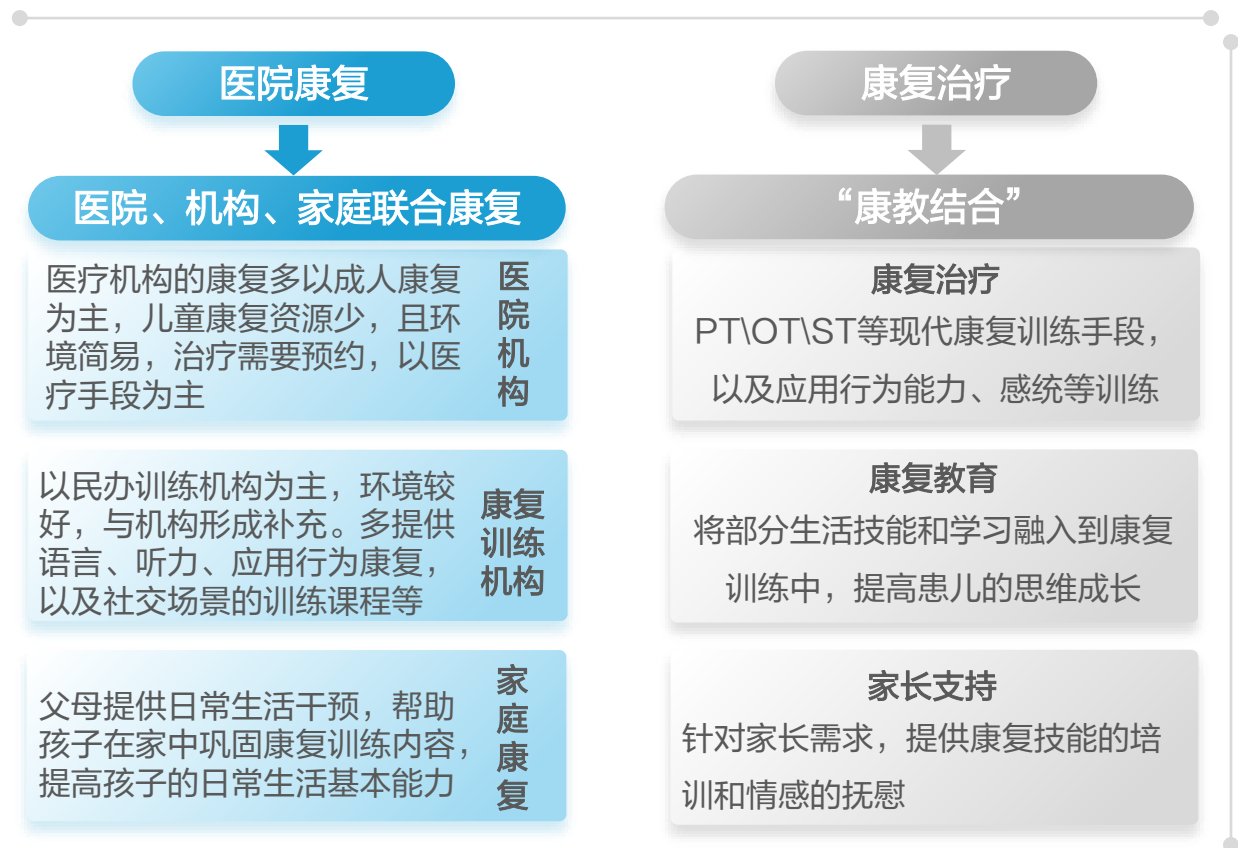 医院康复
医院、机构、家庭联合康复
医疗机构的康复多以成人康复
为主，儿童康复资源少，且环
境简易，治疗需要预约，以医
疗手段为主
医
院
机
构
以民办训练机构为主，环境较
好，与机构形成补充。多提供
语言、听力、应用行为康复，
以及社交场景的训练课程等
康复
训练
机构
父母提供日常生活干预，帮助
孩子在家中巩固康复训练内容，
提高孩子的日常生活基本能力
家
庭
康
复
康复治疗
“康教结合”
康复治疗
PT\OT\ST等现代康复训练手段，
以及应用行为能力、感统等训练
康复教育
将部分生活技能和学习融入到康复
训练中，提高患儿的思维成长
家长支持
针对家长需求，提供康复技能的培
训和情感的抚慰